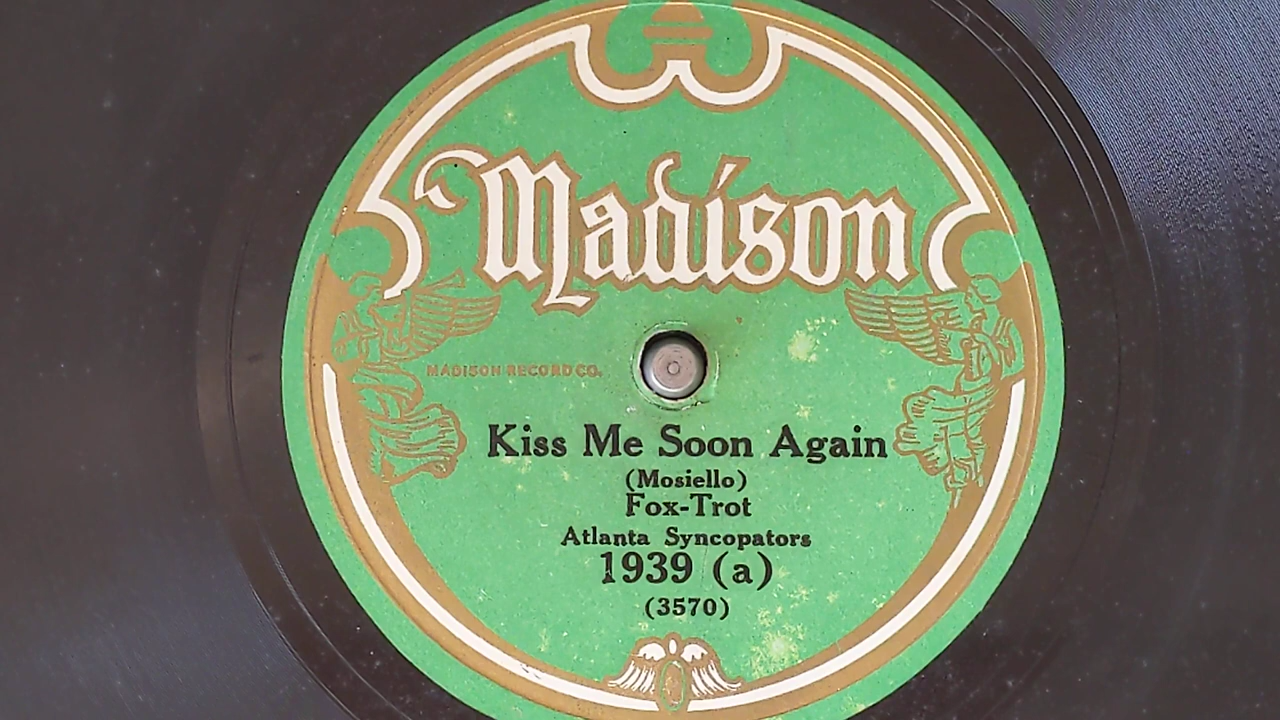 Madison
MADISON RECORD CO.
Kiss Me Soon Again
(Mosiello)
Fox-Trot
Atlanta Syncopators
1939 (a)
(3570)